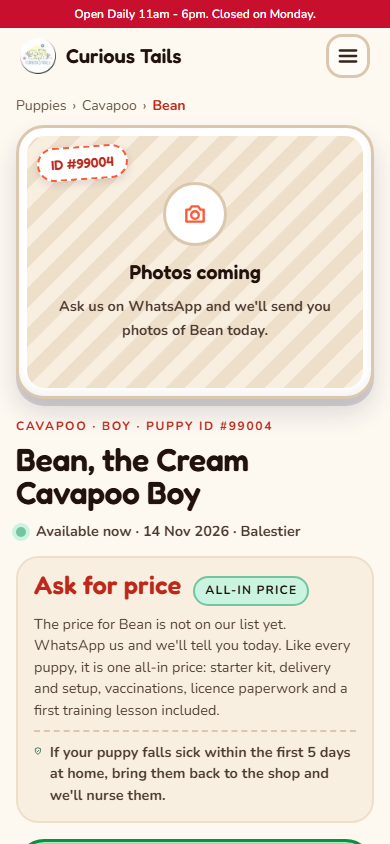 Open Daily 11am - 6pm. Closed on Monday.
Curious Tails
Puppies › Cavapoo › Bean
ID #99004
Photos coming
Ask us on WhatsApp and we'll send you
photos of Bean today.
CAVAPOO · BOY · PUPPY ID #99004
Bean, the Cream
Cavapoo Boy
Available now · 14 Nov 2026 · Balestier
Ask for price
ALL-IN PRICE
The price for Bean is not on our list yet.
WhatsApp us and we'll tell you today. Like every
puppy, it is one all-in price: starter kit, delivery
and setup, vaccinations, licence paperwork and a
first training lesson included.
If your puppy falls sick within the first 5 days
at home, bring them back to the shop and
we'll nurse them.